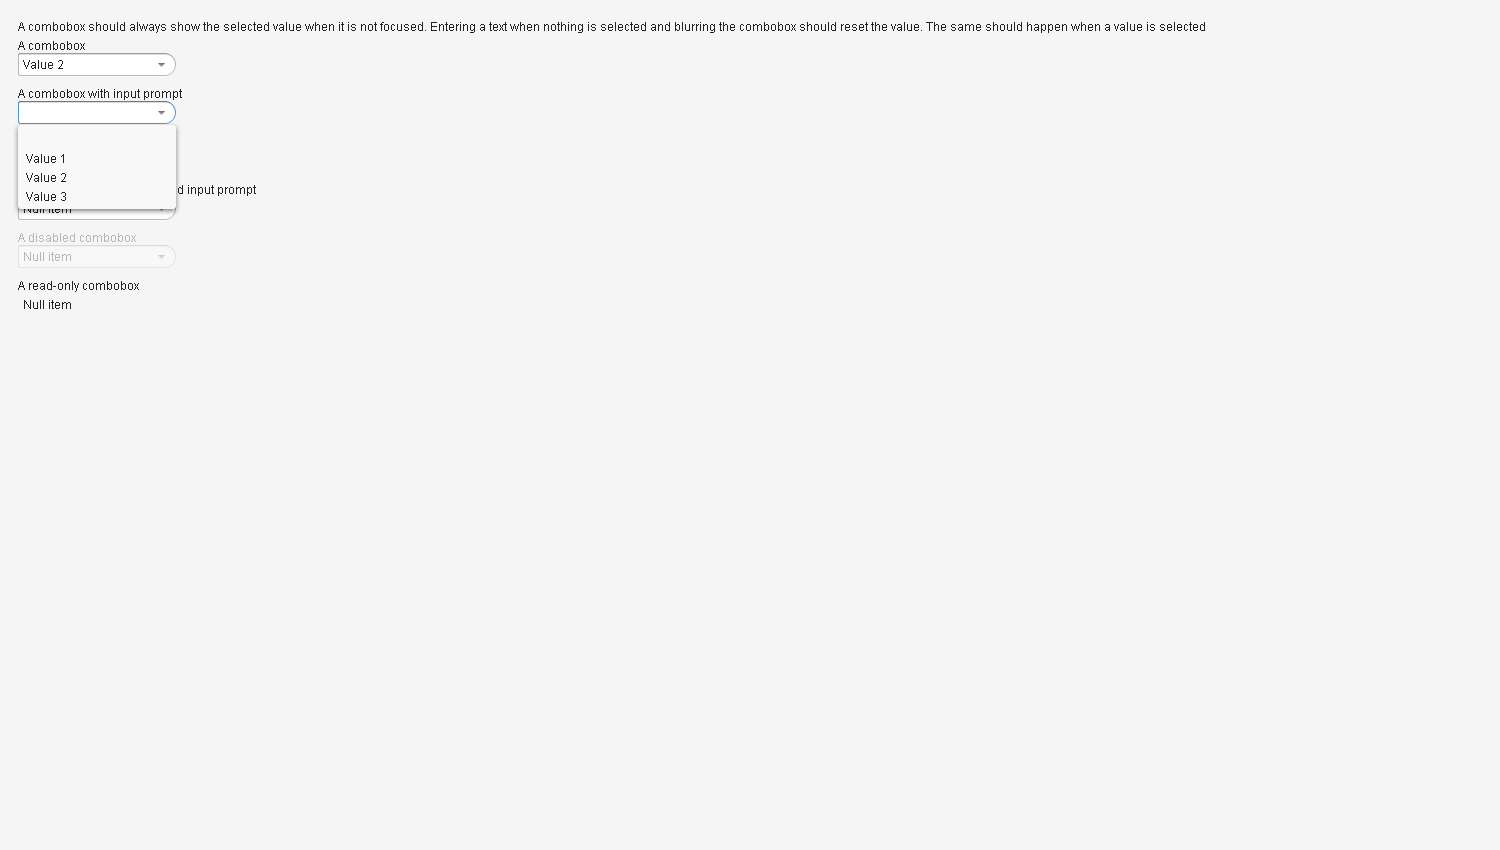 A combobox should always show the selected value when it is not focused. Entering a text when nothing is selected and blurring the combobox should reset the value. The same should happen when a value is selected
A combobox
Value 2
A combobox with input prompt
Value 1
Value 2
Value 3
input prompt
Null item
A disabled combobox
Null item
A read-only combobox
Null item